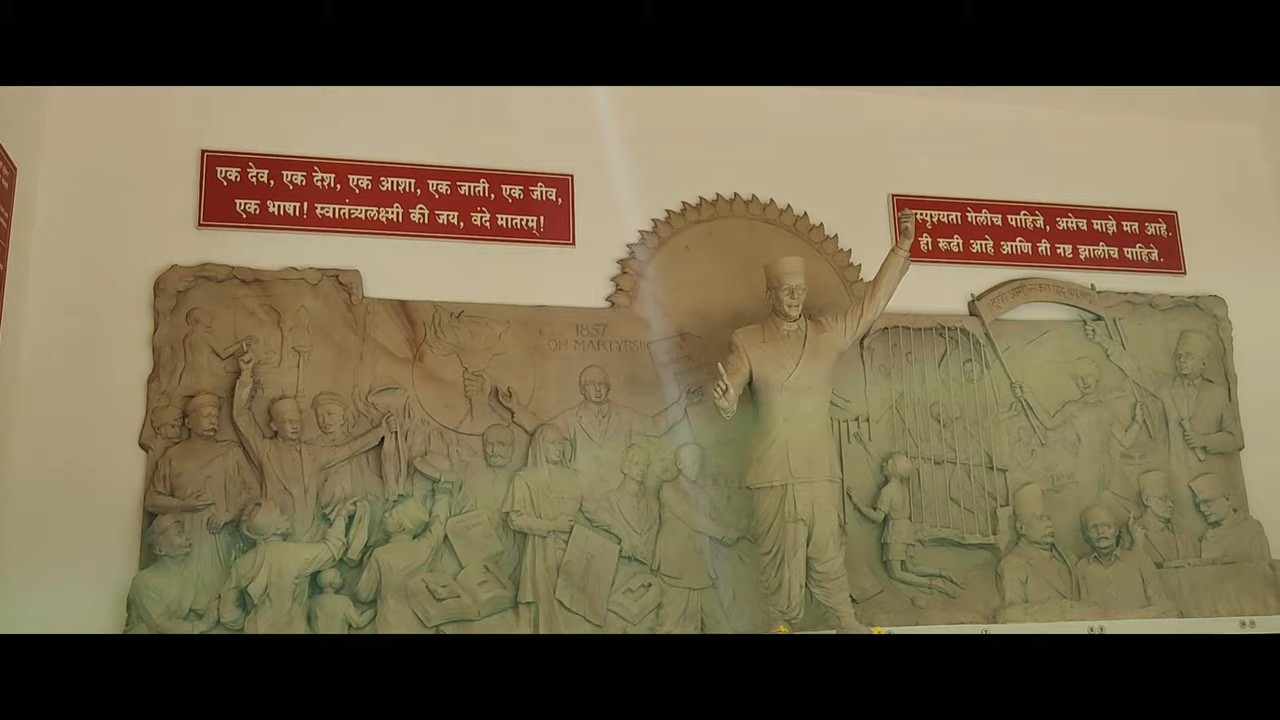 एक देव, एक देश, एक आशा, एक जाती, एक जीव,
एक भाषा! स्वातंत्र्यलक्ष्मी की जय, वंदे मातरम्!
स्पृश्यता गेलीच पाहिजे, असेच माझे मत आहे.
ही रूढी आहे आणि ती नष्ट झालीच पाहिजे.
1857
OH MARTYRS!!